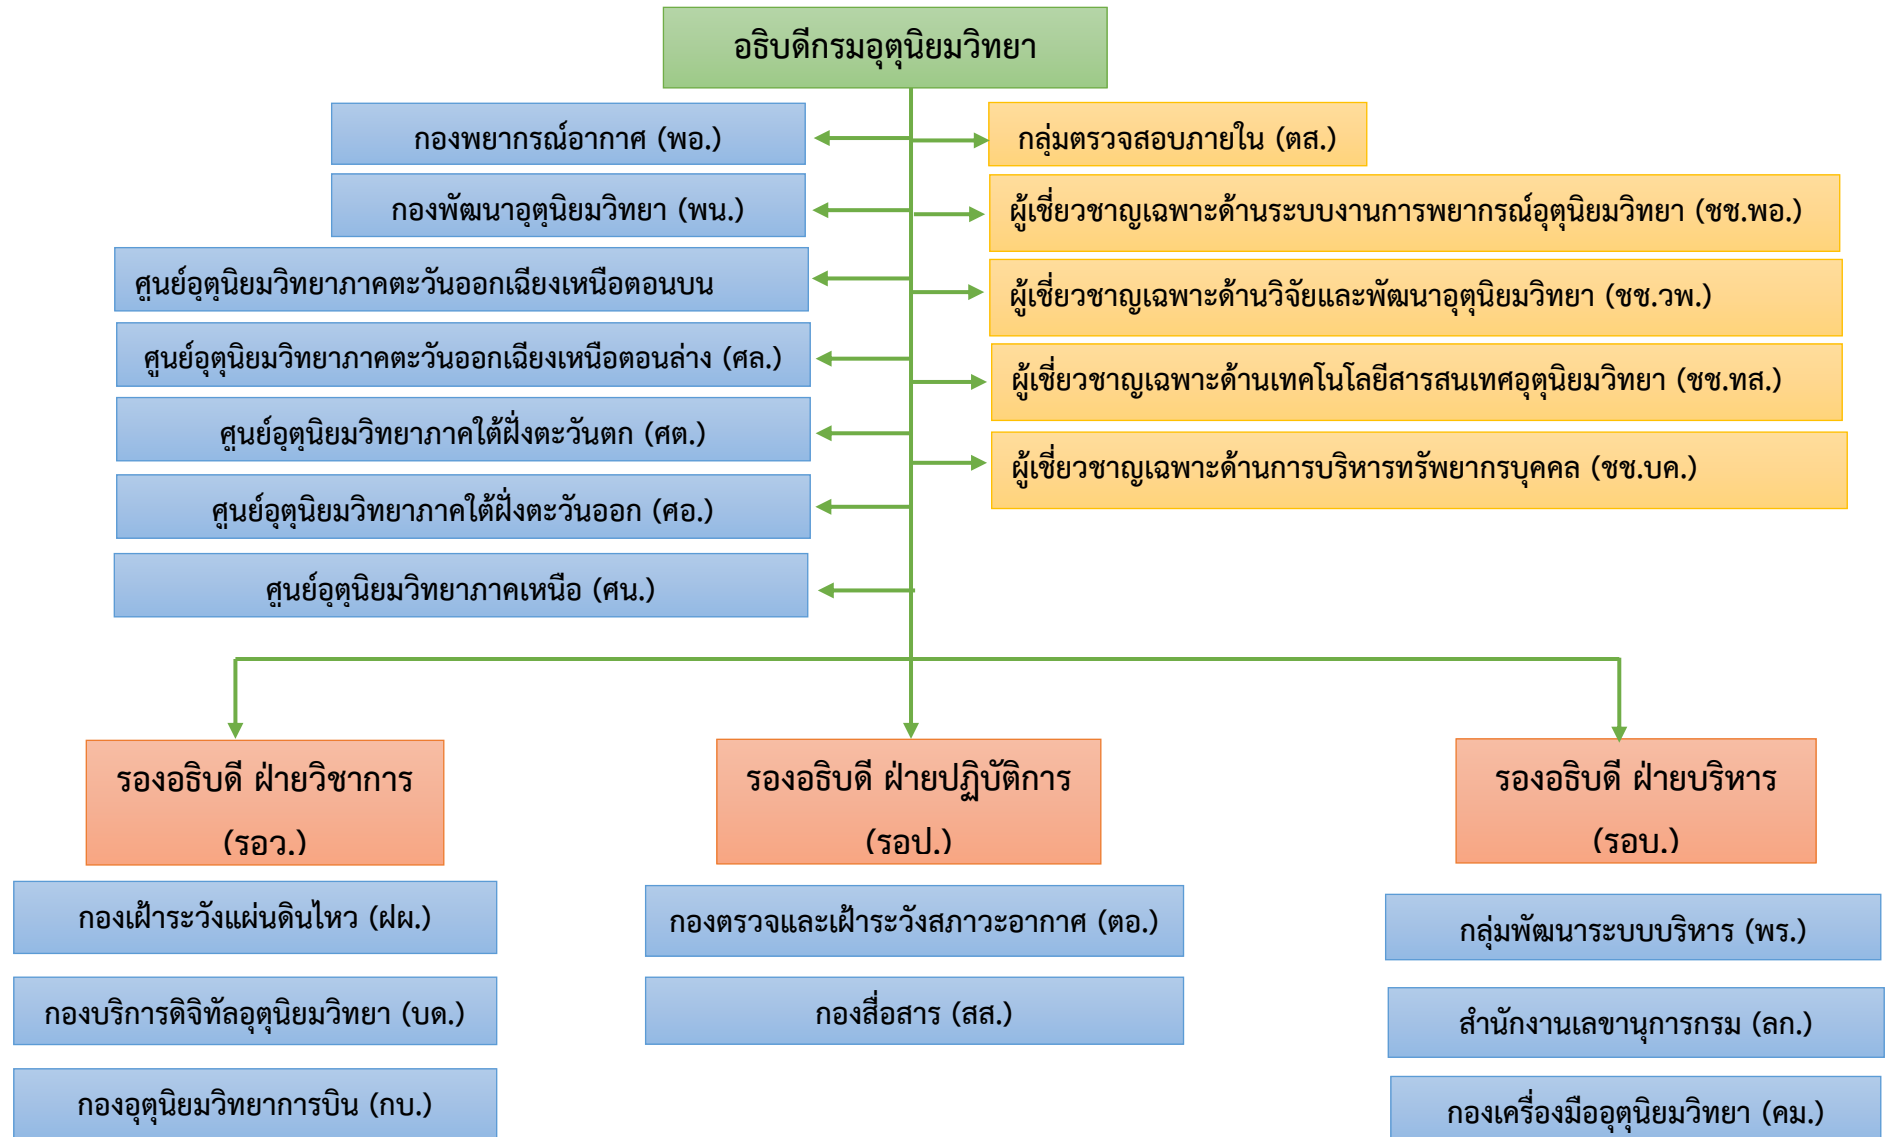 อธิบดีกรมอุตุนิยมวิทยา
กองพยากรณ์อากาศ (พอ.)
กองพัฒนาอุตุนิยมวิทยา (พน.)
ศูนย์อุตุนิยมวิทยาภาคตะวันออกเฉียงเหนือตอนบน
ศูนย์อุตุนิยมวิทยาภาคตะวันออกเฉียงเหนือตอนล่าง (ศล.)
ศูนย์อุตุนิยมวิทยาภาคใต้ฝั่งตะวันตก (ศต.)
ศูนย์อุตุนิยมวิทยาภาคใต้ฝั่งตะวันออก (ศอ.)
ศูนย์อุตุนิยมวิทยาภาคเหนือ (ศน.)
กลุ่มตรวจสอบภายใน (ตส.)
ผู้เชี่ยวชาญเฉพาะด้านระบบงานการพยากรณ์อุตุนิยมวิทยา (ชช.พอ.)
ผู้เชี่ยวชาญเฉพาะด้านวิจัยและพัฒนาอุตุนิยมวิทยา (ชช.วพ.)
ผู้เชี่ยวชาญเฉพาะด้านเทคโนโลยีสารสนเทศอุตุนิยมวิทยา (ชช.ทส.)
ผู้เชี่ยวชาญเฉพาะด้านการบริหารทรัพยากรบุคคล (ชช.บค.)
รองอธิบดี ฝ่ายวิชาการ
(รอว.)
กองเฝ้าระวังแผ่นดินไหว (ฝผ.)
กองบริการดิจิทัลอุตุนิยมวิทยา (บด.)
กองอุตุนิยมวิทยาการบิน (กบ.)
รองอธิบดี ฝ่ายปฏิบัติการ
(รอป.)
กองตรวจและเฝ้าระวังสภาวะอากาศ (ตอ.)
กองสื่อสาร (สส.)
รองอธิบดี ฝ่ายบริหาร
(รอบ.)
กลุ่มพัฒนาระบบบริหาร (พร.)
สำนักงานเลขานุการกรม (ลก.)
กองเครื่องมืออุตุนิยมวิทยา (คม.)